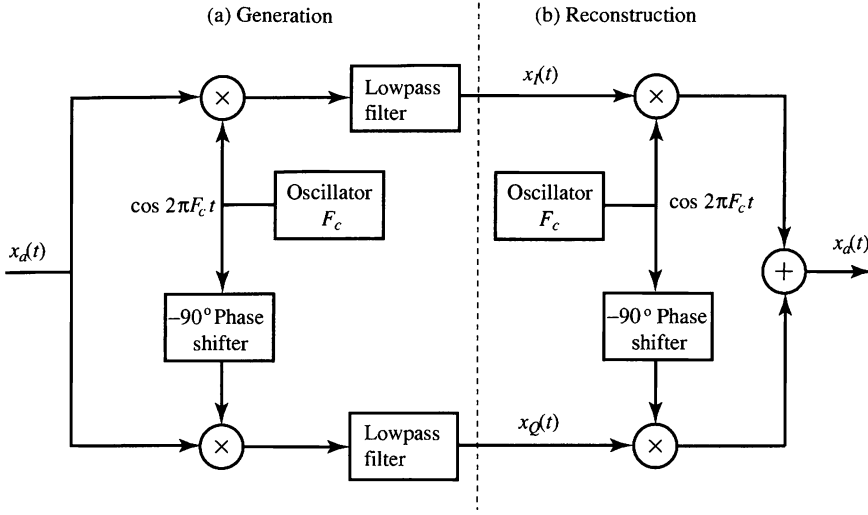 (a) Generation
(b) Reconstruction
×
Lowpass
filter
x_I(t)
×
cos 2πF_c t
Oscillator
F_c
Oscillator
F_c
cos 2πF_c t
x_a(t)
+
x_a(t)
−90° Phase
shifter
−90° Phase
shifter
×
Lowpass
filter
x_Q(t)
×